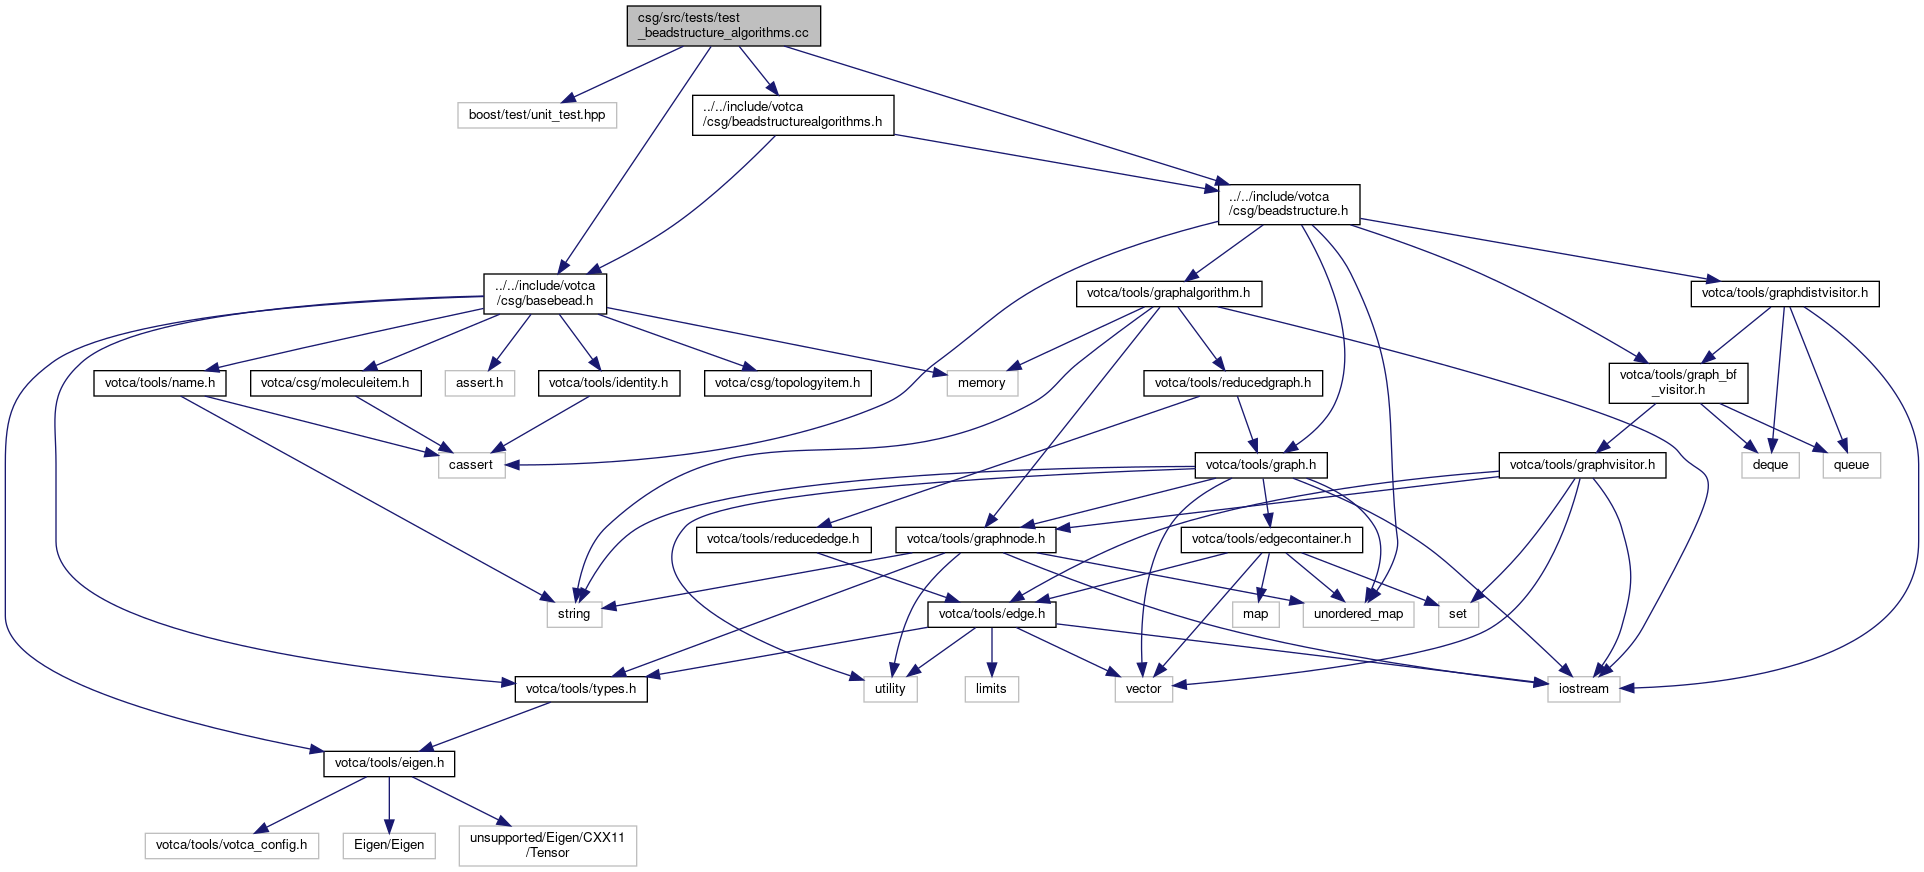 csg/src/tests/test
_beadstructure_algorithms.cc
boost/test/unit_test.hpp
../../include/votca
/csg/beadstructurealgorithms.h
../../include/votca
/csg/beadstructure.h
../../include/votca
/csg/basebead.h
votca/tools/graphalgorithm.h
votca/tools/graphdistvisitor.h
votca/tools/name.h
votca/csg/moleculeitem.h
assert.h
votca/tools/identity.h
votca/csg/topologyitem.h
memory
votca/tools/reducedgraph.h
votca/tools/graph_bf
_visitor.h
cassert
votca/tools/graph.h
votca/tools/graphvisitor.h
deque
queue
votca/tools/reducededge.h
votca/tools/graphnode.h
votca/tools/edgecontainer.h
string
votca/tools/edge.h
map
unordered_map
set
votca/tools/types.h
utility
limits
vector
iostream
votca/tools/eigen.h
votca/tools/votca_config.h
Eigen/Eigen
unsupported/Eigen/CXX11
/Tensor